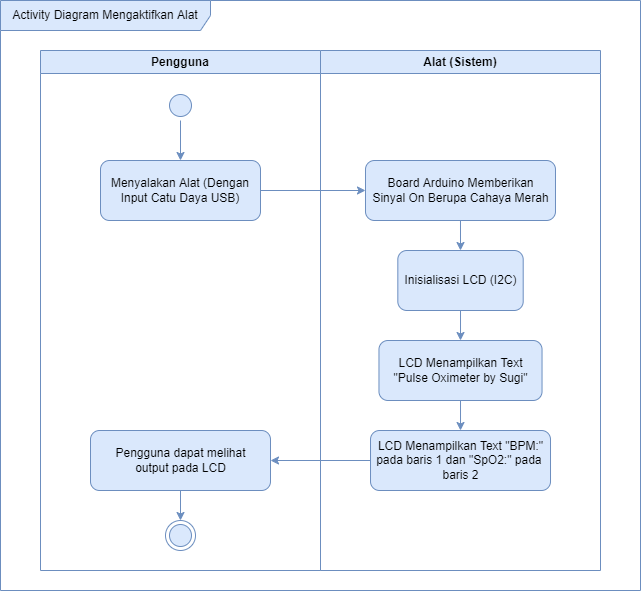 Activity Diagram Mengaktifkan Alat
Pengguna
Alat (Sistem)
Menyalakan Alat (Dengan
Input Catu Daya USB)
Board Arduino Memberikan
Sinyal On Berupa Cahaya Merah
Inisialisasi LCD (I2C)
LCD Menampilkan Text
"Pulse Oximeter by Sugi"
LCD Menampilkan Text "BPM:"
pada baris 1 dan "SpO2:" pada
baris 2
Pengguna dapat melihat
output pada LCD